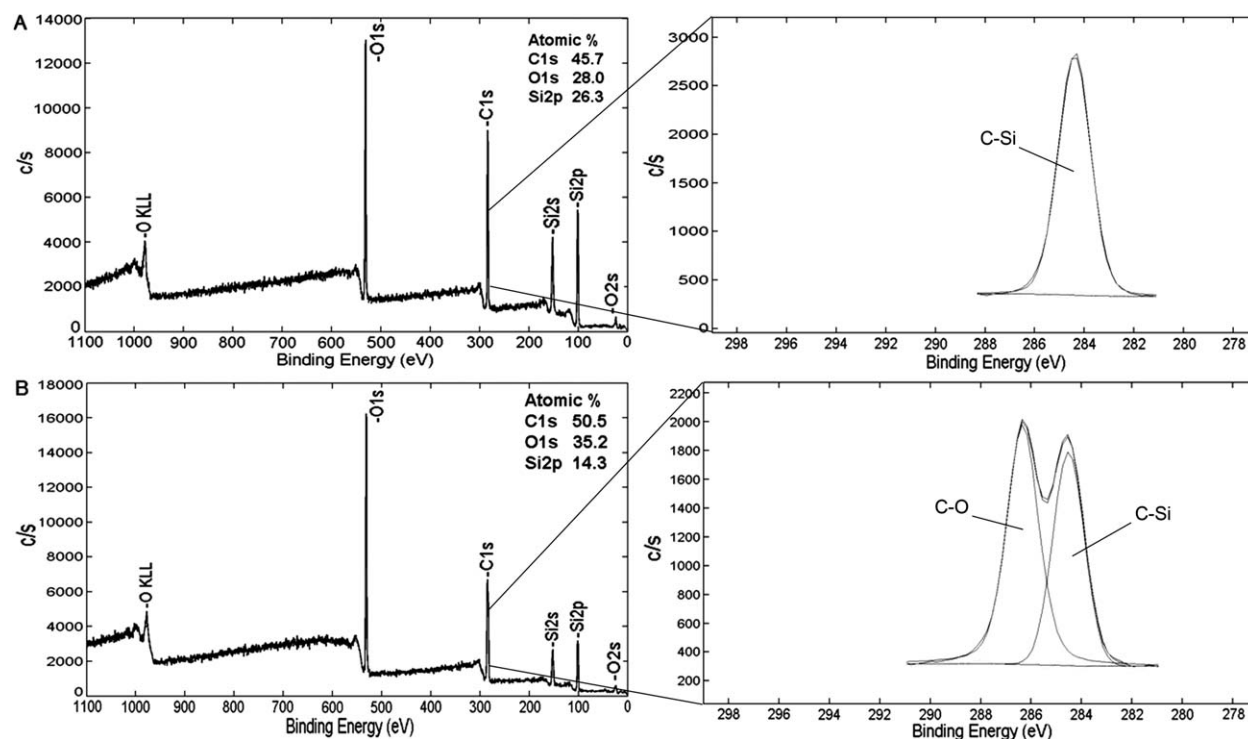 A
14000
12000
10000
8000
6000
4000
2000
0
c/s
-O KLL
-O1s
-C1s
-Si2s
-Si2p
-O2s
Atomic %
C1s 45.7
O1s 28.0
Si2p 26.3
1100 1000 900 800 700 600 500 400 300 200 100 0
Binding Energy (eV)
3000
2500
2000
1500
1000
500
0
c/s
C-Si
298 296 294 292 290 288 286 284 282 280 278
Binding Energy (eV)
B
18000
16000
14000
12000
10000
8000
6000
4000
2000
0
c/s
-O KLL
-O1s
-C1s
-Si2s
-Si2p
-O2s
Atomic %
C1s 50.5
O1s 35.2
Si2p 14.3
1100 1000 900 800 700 600 500 400 300 200 100 0
Binding Energy (eV)
2200
2000
1800
1600
1400
1200
1000
800
600
400
200
c/s
C-O
C-Si
298 296 294 292 290 288 286 284 282 280 278
Binding Energy (eV)